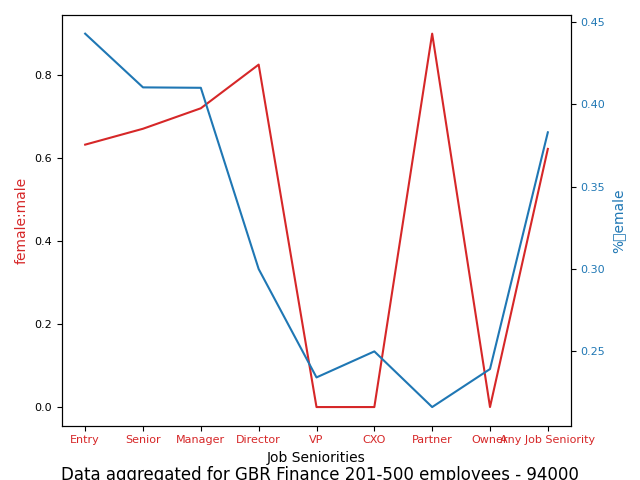 0.8
0.6
0.4
0.2
0.0
female:male
0.45
0.40
0.35
0.30
0.25
%▯emale
Entry Senior Manager Director VP CXO Partner Owner Any Job Seniority
Job Seniorities
Data aggregated for GBR Finance 201-500 employees - 94000